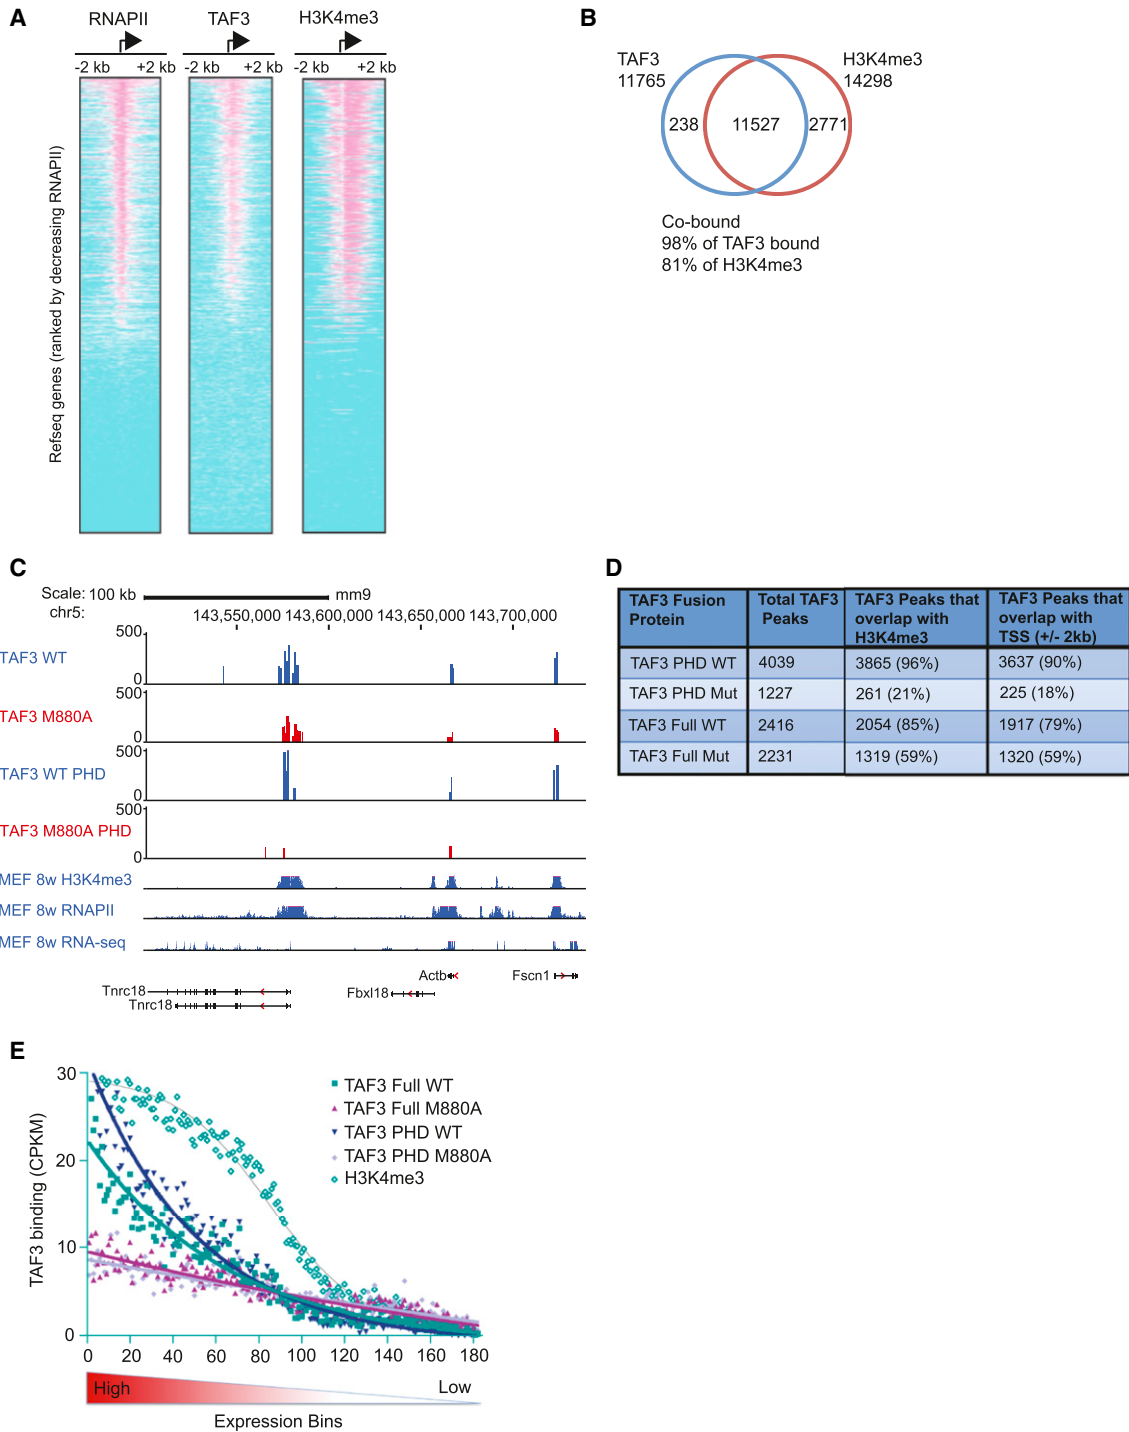 A
RNAPII TAF3 H3K4me3
-2 kb +2 kb -2 kb +2 kb -2 kb +2 kb
Refseq genes (ranked by decreasing RNAPII)
B
TAF3
11765
H3K4me3
14298
238 11527 2771
Co-bound
98% of TAF3 bound
81% of H3K4me3
C
Scale: 100 kb mm9
chr5: 143,550,000 143,600,000 143,650,000 143,700,000
500
TAF3 WT
0
500
TAF3 M880A
0
500
TAF3 WT PHD
0
500
TAF3 M880A PHD
0
MEF 8w H3K4me3
MEF 8w RNAPII
MEF 8w RNA-seq
Actb Fscn1
Tnrc18 Fbxl18
Tnrc18
D
TAF3 Fusion Protein Total TAF3 Peaks TAF3 Peaks that overlap with H3K4me3 TAF3 Peaks that overlap with TSS (+/- 2kb)
TAF3 PHD WT 4039 3865 (96%) 3637 (90%)
TAF3 PHD Mut 1227 261 (21%) 225 (18%)
TAF3 Full WT 2416 2054 (85%) 1917 (79%)
TAF3 Full Mut 2231 1319 (59%) 1320 (59%)
E
TAF3 binding (CPKM)
30
20
10
0
TAF3 Full WT
TAF3 Full M880A
TAF3 PHD WT
TAF3 PHD M880A
H3K4me3
0 20 40 60 80 100 120 140 160 180
High Low
Expression Bins